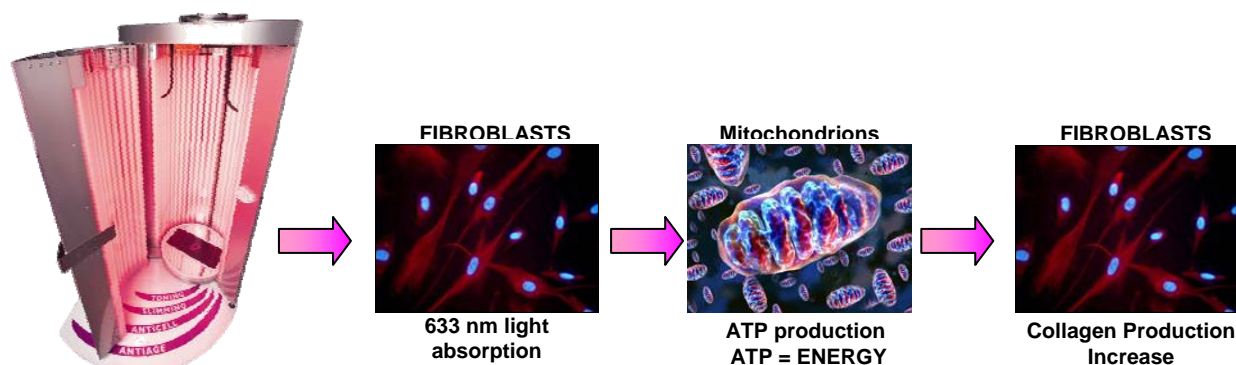 TONING
SLIMMING
ANTICELL
ANTIAGE
FIBROBLASTS
633 nm light
absorption
Mitochondrions
ATP production
ATP = ENERGY
FIBROBLASTS
Collagen Production
Increase